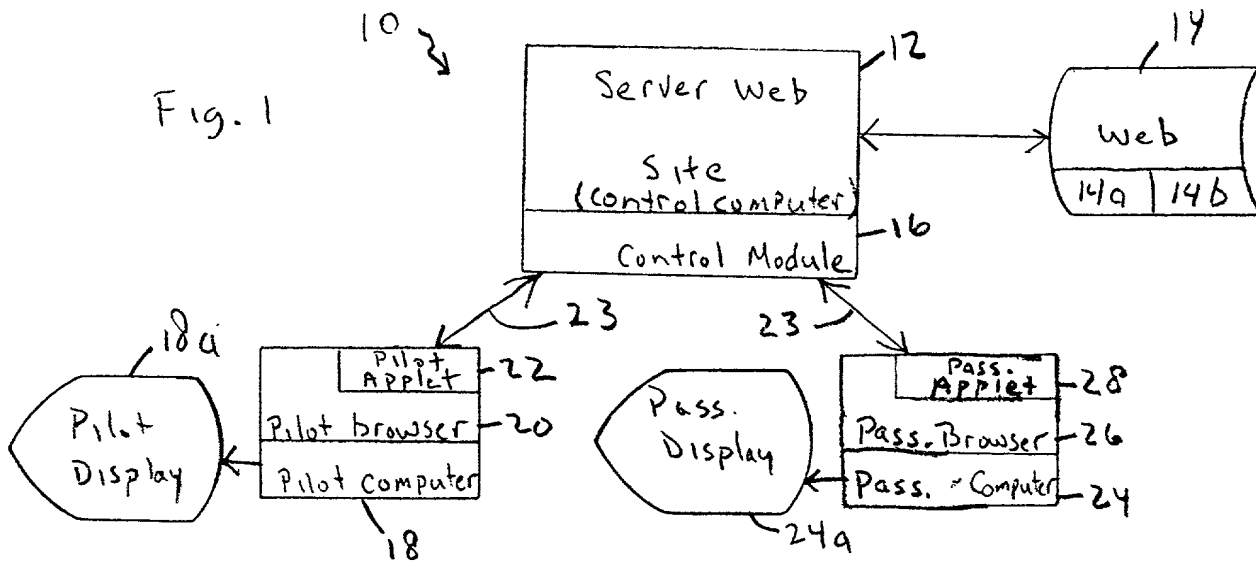 10
Fig. 1
12
14
Server Web
Site
(Control computer)
Web
14a 14b
16
Control Module
23
23
18a
Pilot
Applet
22
Pilot browser
20
Pilot computer
18
Pilot
Display
Pass.
Display
24a
Pass.
Applet
28
Pass. Browser
26
Pass. - Computer
24